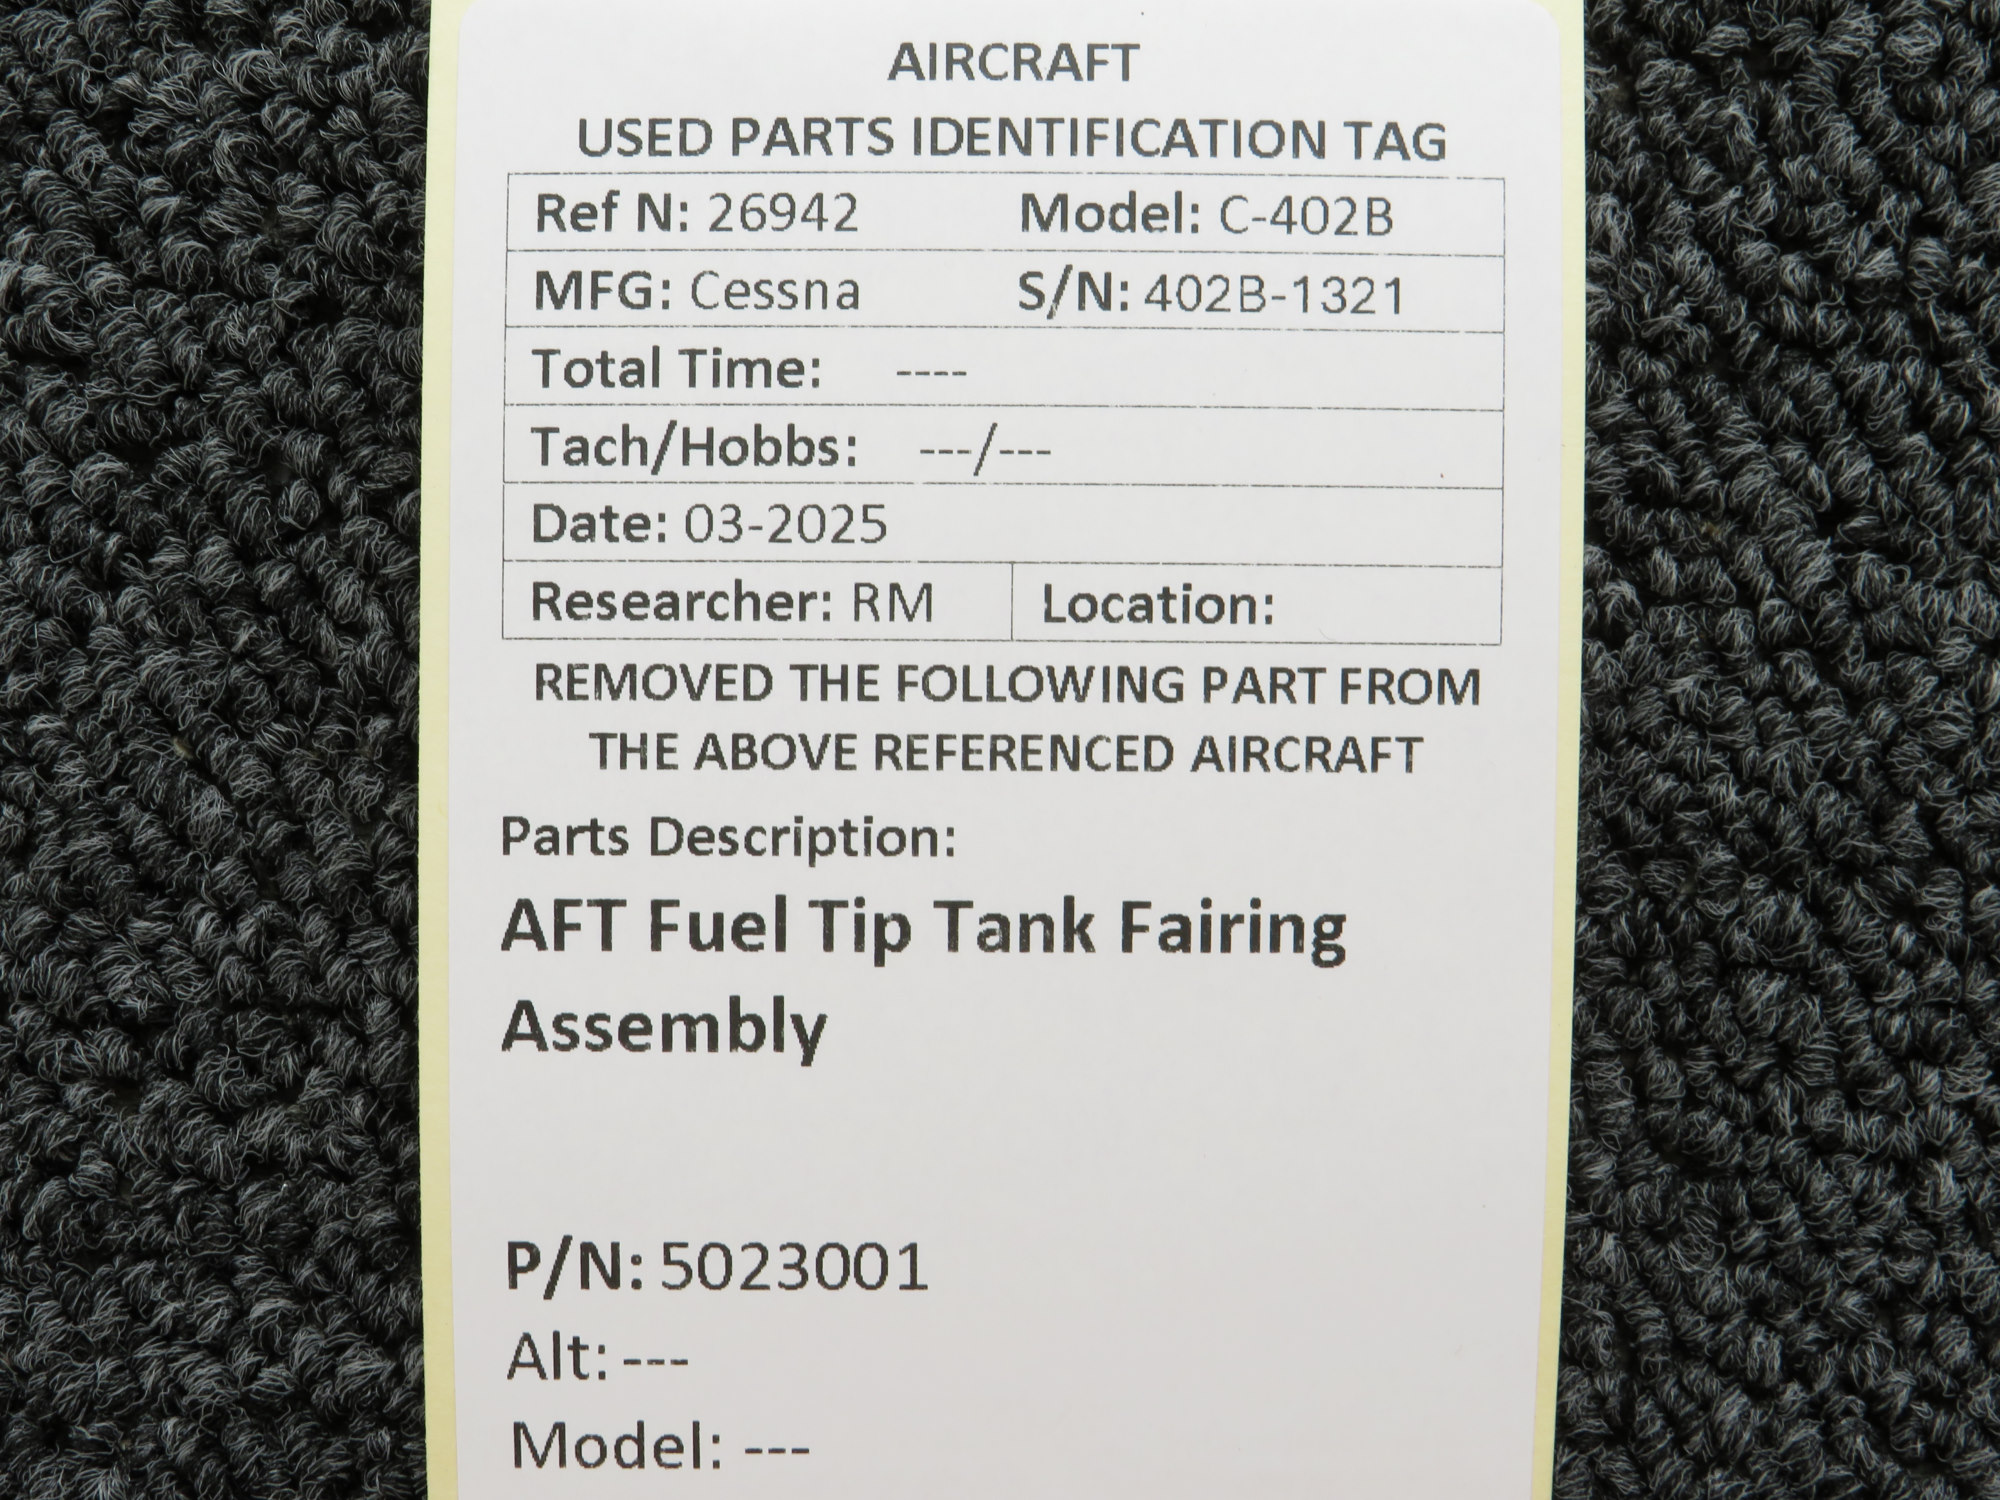 AIRCRAFT
USED PARTS IDENTIFICATION TAG
Ref N: 26942 Model: C-402B
MFG: Cessna S/N: 402B-1321
Total Time: ----
Tach/Hobbs: ---/---
Date: 03-2025
Researcher: RM Location:
REMOVED THE FOLLOWING PART FROM
THE ABOVE REFERENCED AIRCRAFT
Parts Description:
AFT Fuel Tip Tank Fairing
Assembly
P/N: 5023001
Alt: ---
Model: ---